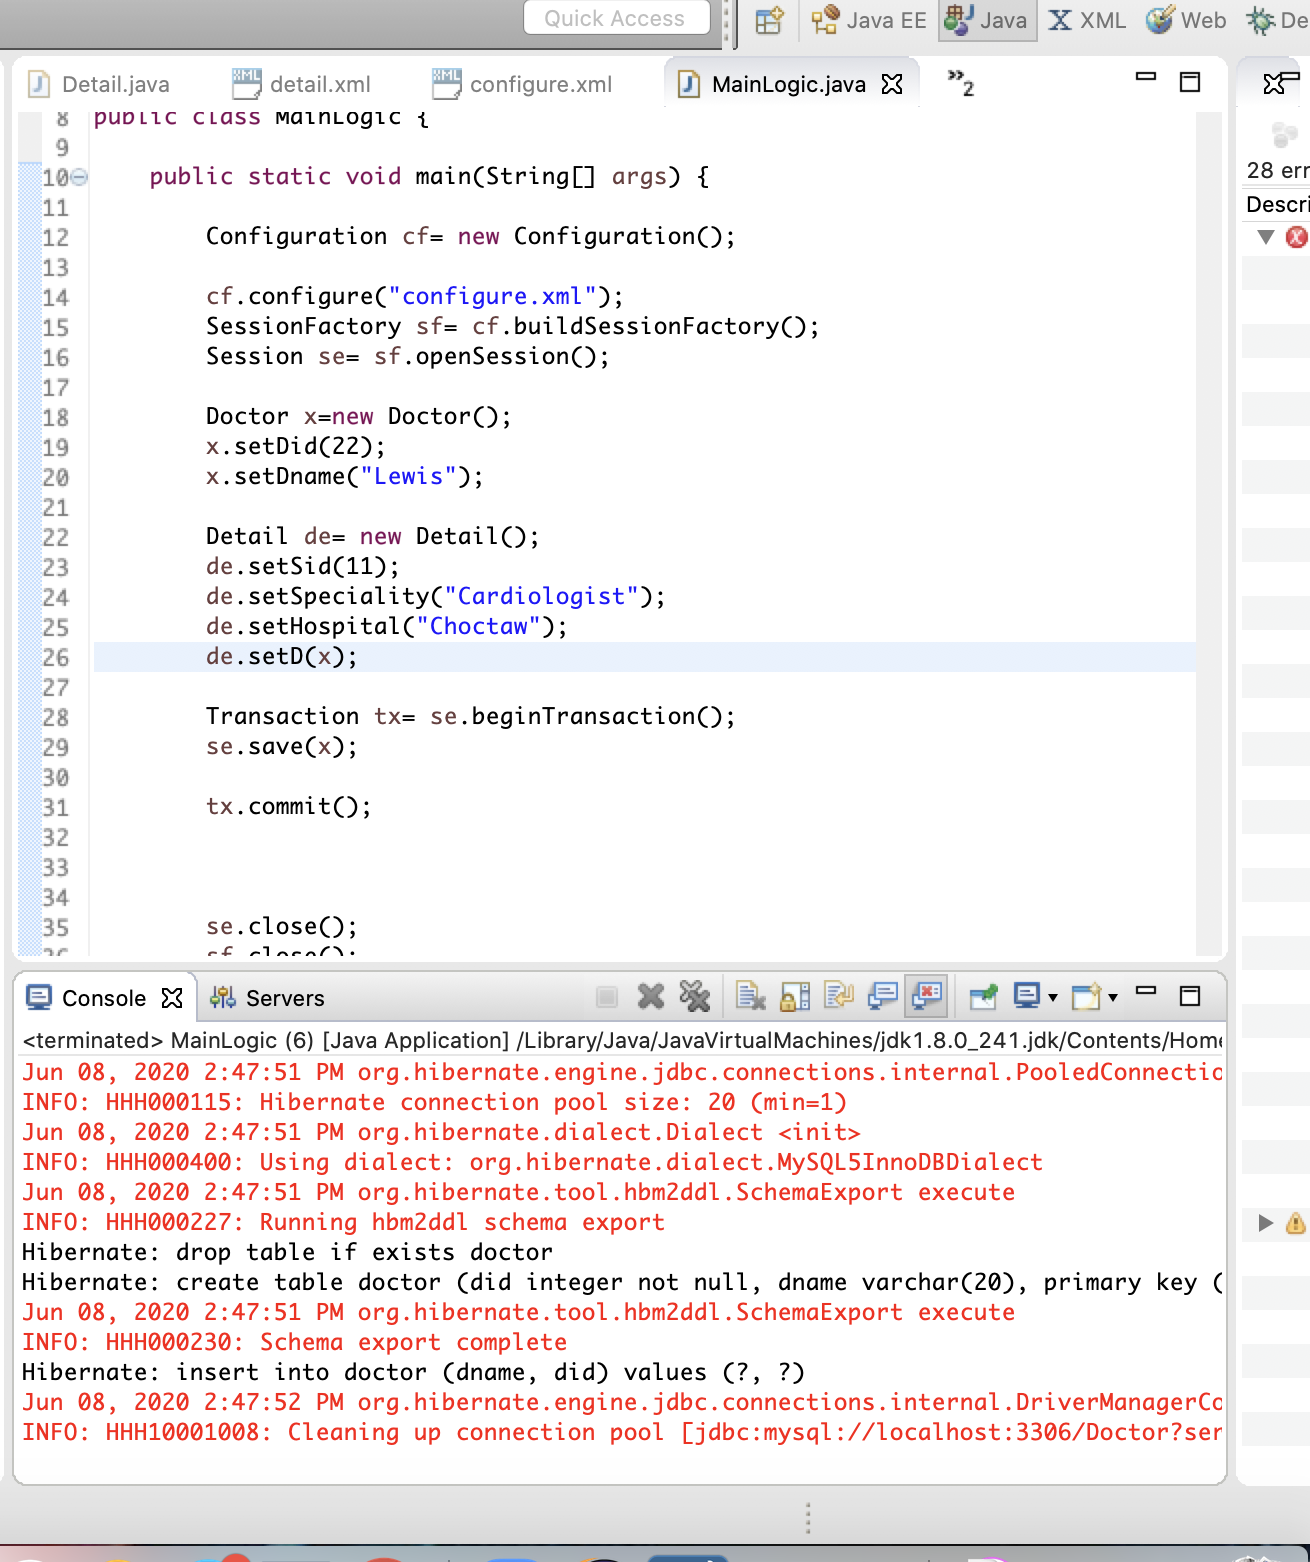 Quick Access
Java EE
Java
XML
Web
De
Detail.java
detail.xml
configure.xml
MainLogic.java
»2
8 public class MainLogic {
9
10 public static void main(String[] args) {
11
12 Configuration cf= new Configuration();
13
14 cf.configure("configure.xml");
15 SessionFactory sf= cf.buildSessionFactory();
16 Session se= sf.openSession();
17
18 Doctor x=new Doctor();
19 x.setDid(22);
20 x.setDname("Lewis");
21
22 Detail de= new Detail();
23 de.setSid(11);
24 de.setSpeciality("Cardiologist");
25 de.setHospital("Choctaw");
26 de.setD(x);
27
28 Transaction tx= se.beginTransaction();
29 se.save(x);
30
31 tx.commit();
32
33
34
35 se.close();
36 sf.close();
28 err
Descri
Console
Servers
<terminated> MainLogic (6) [Java Application] /Library/Java/JavaVirtualMachines/jdk1.8.0_241.jdk/Contents/Home
Jun 08, 2020 2:47:51 PM org.hibernate.engine.jdbc.connections.internal.PooledConnectio
INFO: HHH000115: Hibernate connection pool size: 20 (min=1)
Jun 08, 2020 2:47:51 PM org.hibernate.dialect.Dialect <init>
INFO: HHH000400: Using dialect: org.hibernate.dialect.MySQL5InnoDBDialect
Jun 08, 2020 2:47:51 PM org.hibernate.tool.hbm2ddl.SchemaExport execute
INFO: HHH000227: Running hbm2ddl schema export
Hibernate: drop table if exists doctor
Hibernate: create table doctor (did integer not null, dname varchar(20), primary key (
Jun 08, 2020 2:47:51 PM org.hibernate.tool.hbm2ddl.SchemaExport execute
INFO: HHH000230: Schema export complete
Hibernate: insert into doctor (dname, did) values (?, ?)
Jun 08, 2020 2:47:52 PM org.hibernate.engine.jdbc.connections.internal.DriverManagerCo
INFO: HHH10001008: Cleaning up connection pool [jdbc:mysql://localhost:3306/Doctor?ser